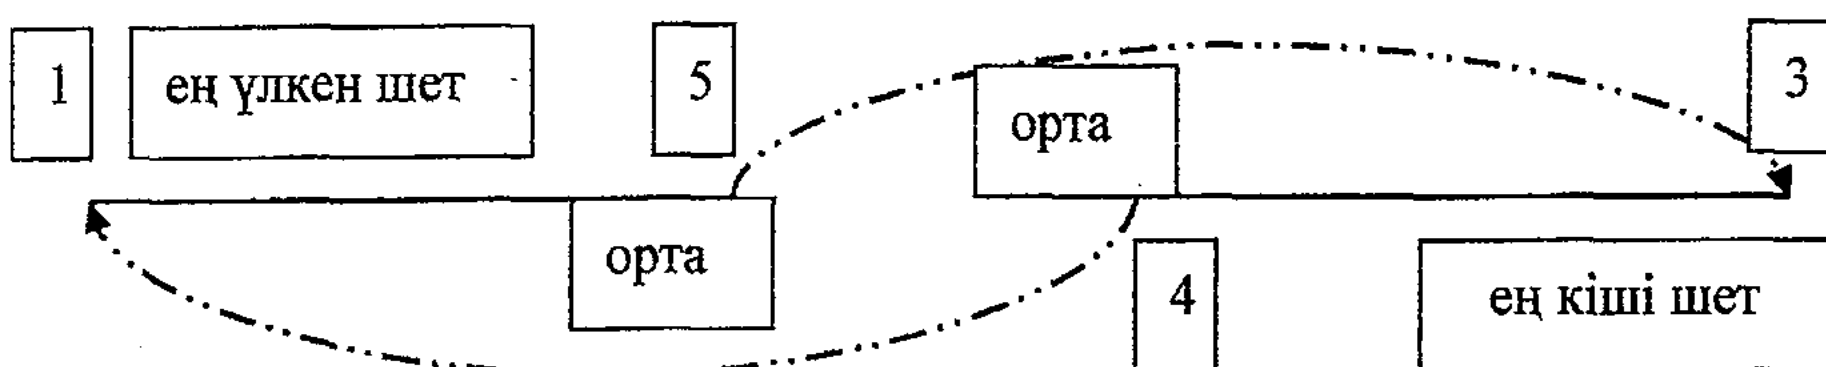 1 ең үлкен шет 5 3
орта
орта
4 ең кіші шет